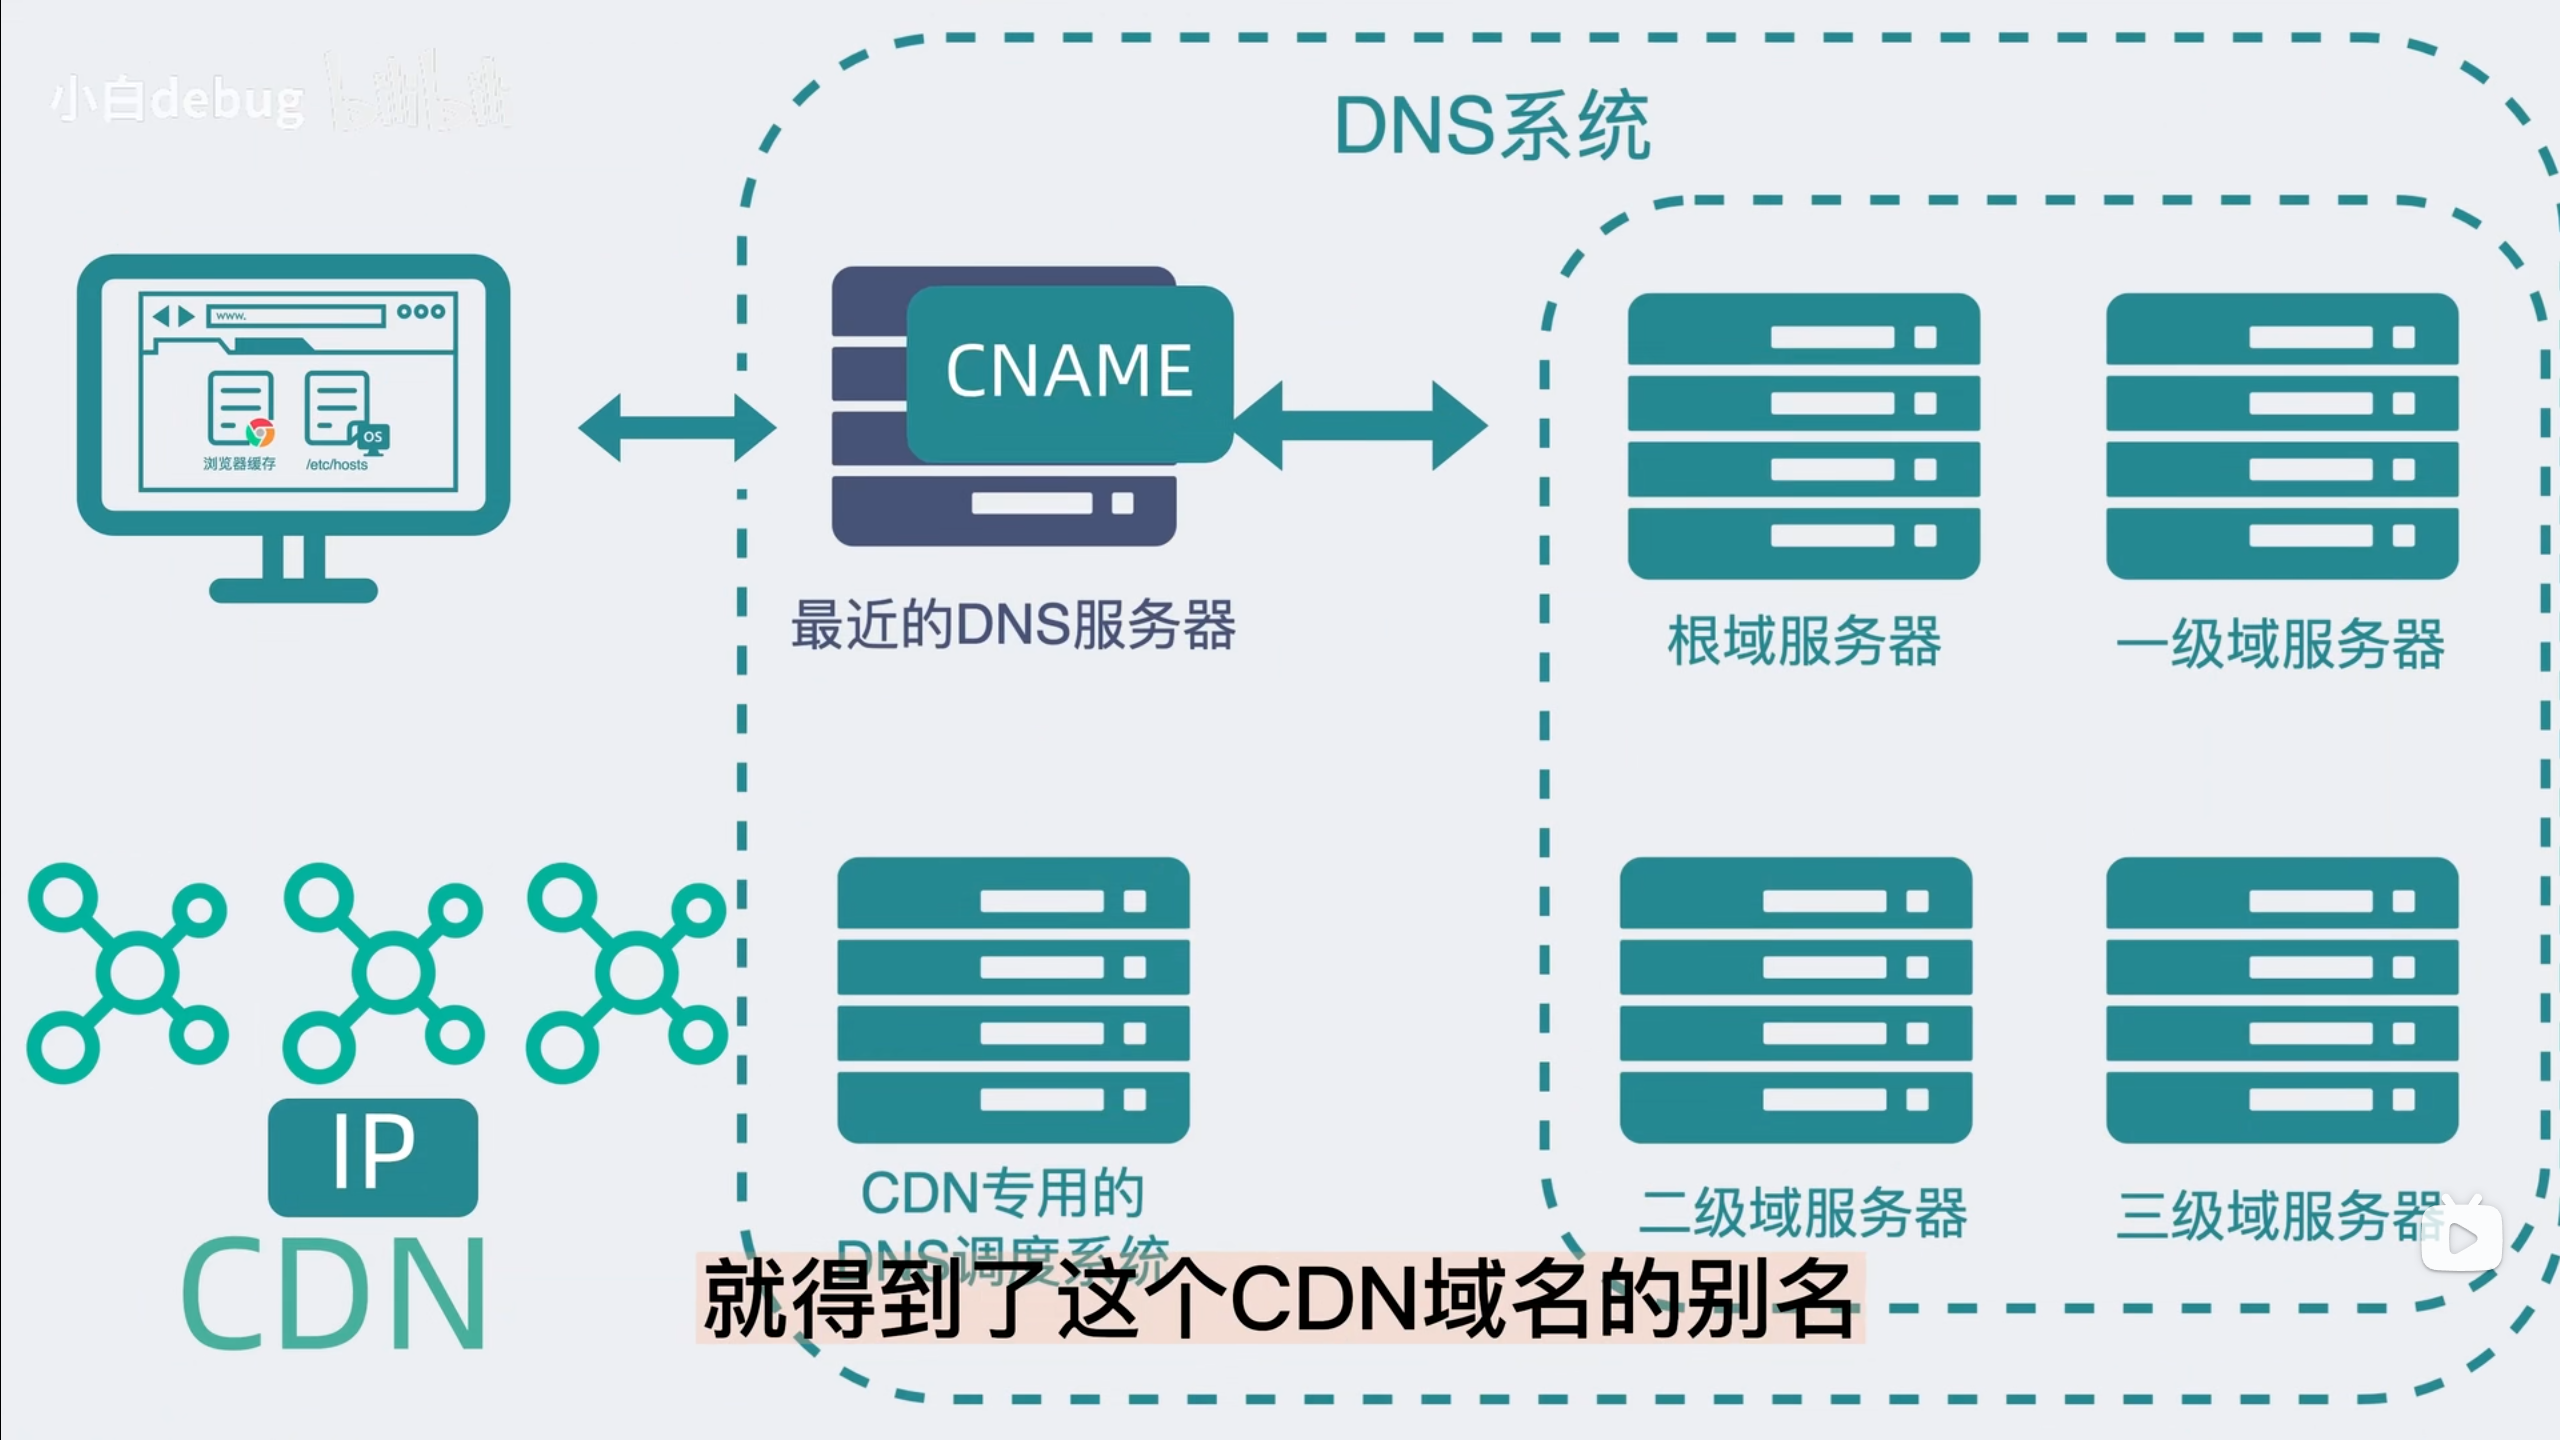 小白debug bilibili
DNS系统
www.
浏览器缓存
OS
/etc/hosts
CNAME
最近的DNS服务器
根域服务器
一级域服务器
IP
CDN
CDN专用的
DNS调度系统
二级域服务器
三级域服务器
就得到了这个CDN域名的别名